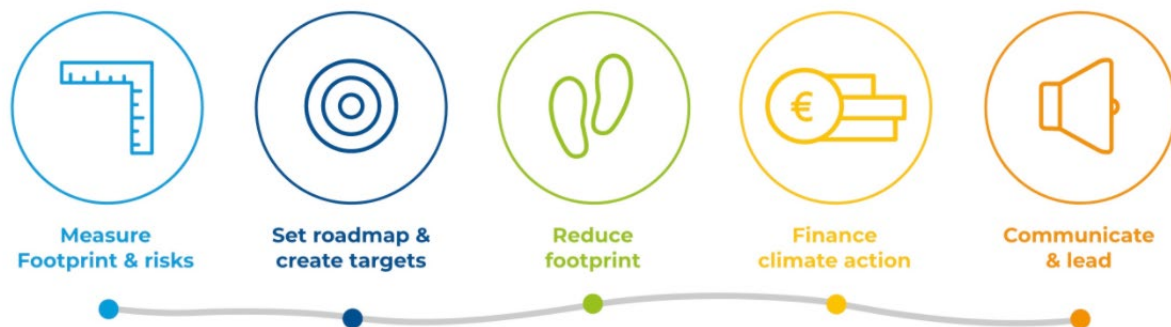 €
Measure
Footprint & risks
Set roadmap &
create targets
Reduce
footprint
Finance
climate action
Communicate
& lead